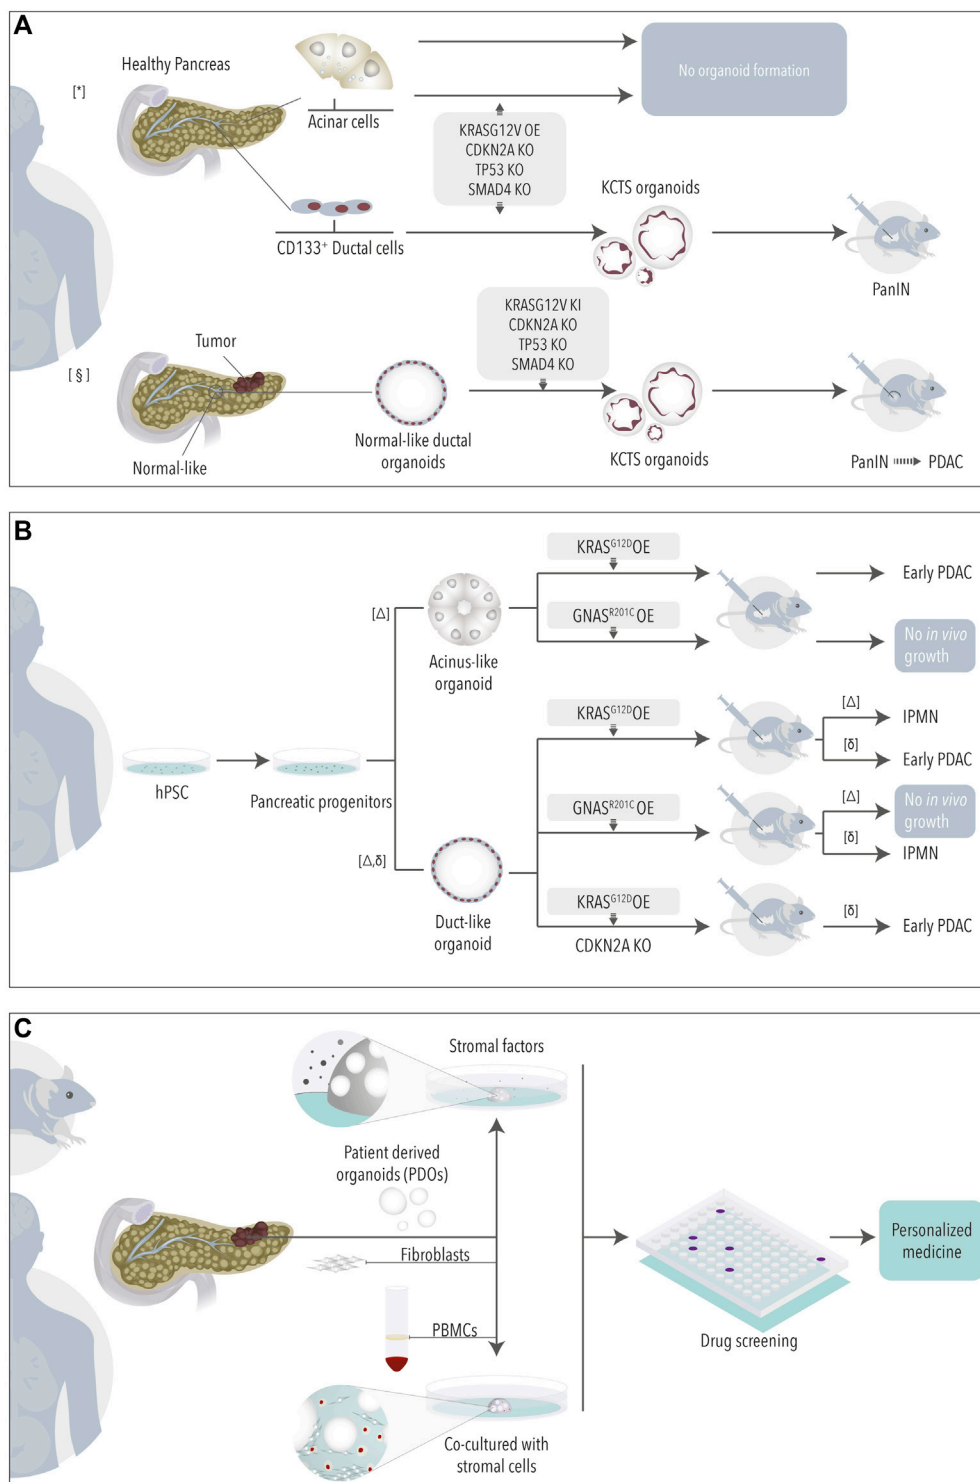 A
Healthy Pancreas
[*]
Acinar cells
No organoid formation
KRASG12V OE
CDKN2A KO
TP53 KO
SMAD4 KO
CD133⁺ Ductal cells
KCTS organoids
PanIN
[ § ]
Tumor
Normal-like
Normal-like ductal
organoids
KRASG12V KI
CDKN2A KO
TP53 KO
SMAD4 KO
KCTS organoids
PanIN
PDAC
B
hPSC
Pancreatic progenitors
[Δ]
Acinus-like
organoid
[Δ,δ]
Duct-like
organoid
KRASᴳ¹²ᴰOE
Early PDAC
GNASᴿ²⁰¹ᶜ OE
No in vivo
growth
KRASᴳ¹²ᴰOE
[Δ]
IPMN
[δ]
Early PDAC
GNASᴿ²⁰¹ᶜ OE
[Δ]
No in vivo
growth
[δ]
IPMN
KRASᴳ¹²ᴰOE
CDKN2A KO
[δ]
Early PDAC
C
Stromal factors
Patient derived
organoids (PDOs)
Fibroblasts
PBMCs
Co-cultured with
stromal cells
Drug screening
Personalized
medicine